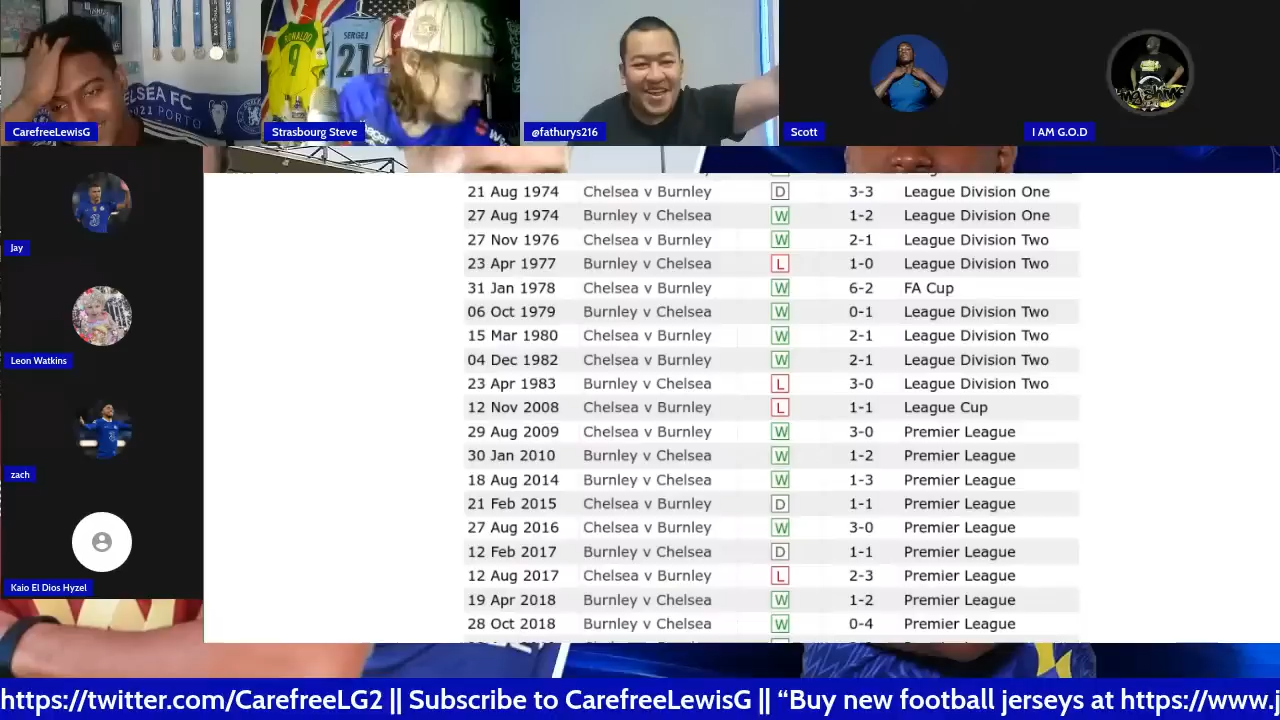 RONALDO
9
SERGEJ
21
ELSEA FC
2021 PORTO
CarefreeLewisG
Strasbourg Steve
@fathurys216
Scott
I AM G.O.D
Jay
Leon Watkins
zach
Kaio El Dios Hyzel
21 Aug 1974 Chelsea v Burnley D 3-3 League Division One
27 Aug 1974 Burnley v Chelsea W 1-2 League Division One
27 Nov 1976 Chelsea v Burnley W 2-1 League Division Two
23 Apr 1977 Burnley v Chelsea L 1-0 League Division Two
31 Jan 1978 Chelsea v Burnley W 6-2 FA Cup
06 Oct 1979 Burnley v Chelsea W 0-1 League Division Two
15 Mar 1980 Chelsea v Burnley W 2-1 League Division Two
04 Dec 1982 Chelsea v Burnley W 2-1 League Division Two
23 Apr 1983 Burnley v Chelsea L 3-0 League Division Two
12 Nov 2008 Chelsea v Burnley L 1-1 League Cup
29 Aug 2009 Chelsea v Burnley W 3-0 Premier League
30 Jan 2010 Burnley v Chelsea W 1-2 Premier League
18 Aug 2014 Burnley v Chelsea W 1-3 Premier League
21 Feb 2015 Chelsea v Burnley D 1-1 Premier League
27 Aug 2016 Chelsea v Burnley W 3-0 Premier League
12 Feb 2017 Burnley v Chelsea D 1-1 Premier League
12 Aug 2017 Chelsea v Burnley L 2-3 Premier League
19 Apr 2018 Burnley v Chelsea W 1-2 Premier League
28 Oct 2018 Burnley v Chelsea W 0-4 Premier League
https://twitter.com/CarefreeLG2 || Subscribe to CarefreeLewisG || “Buy new football jerseys at https://www.j